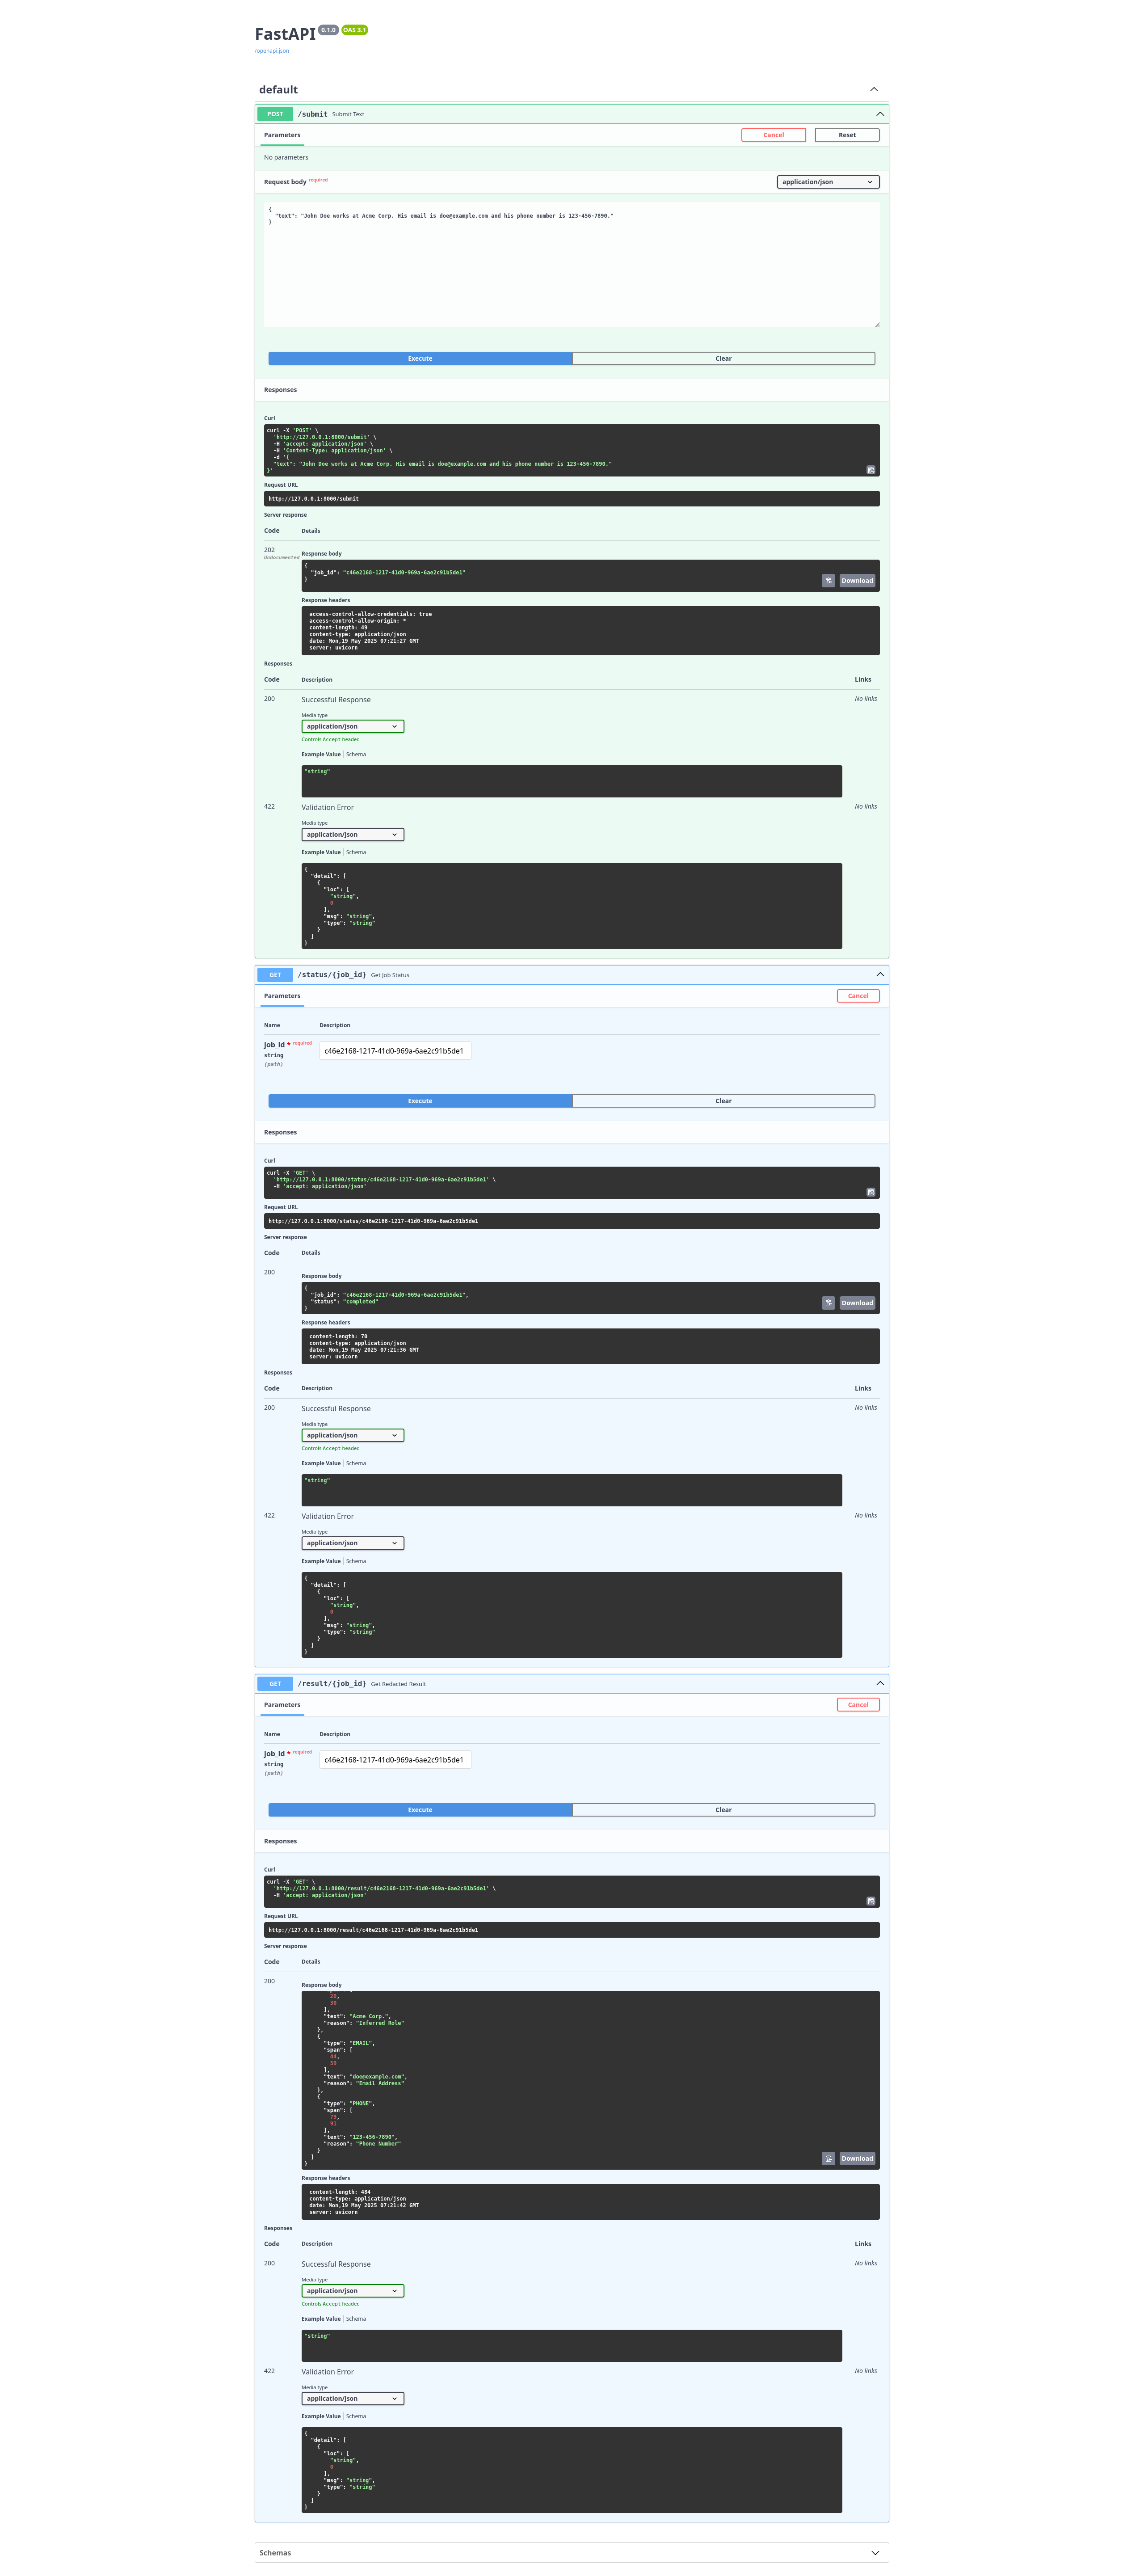 FastAPI 0.1.0 OAS 3.1
/openapi.json
default
POST /submit Submit Text
Parameters Cancel Reset
No parameters
Request body required application/json
{
  "text": "John Doe works at Acme Corp. His email is doe@example.com and his phone number is 123-456-7890."
}
Execute Clear
Responses
Curl
curl -X 'POST' \
  'http://127.0.0.1:8000/submit' \
  -H 'accept: application/json' \
  -H 'Content-Type: application/json' \
  -d '{
  "text": "John Doe works at Acme Corp. His email is doe@example.com and his phone number is 123-456-7890."
}'
Request URL
http://127.0.0.1:8000/submit
Server response
Code Details
202 Undocumented
Response body
{
  "job_id": "c46e2168-1217-41d0-969a-6ae2c91b5de1"
}
Download
Response headers
access-control-allow-credentials: true
access-control-allow-origin: *
content-length: 49
content-type: application/json
date: Mon,19 May 2025 07:21:27 GMT
server: uvicorn
Responses
Code Description Links
200 Successful Response No links
Media type
application/json
Controls Accept header.
Example Value Schema
"string"
422 Validation Error No links
Media type
application/json
Example Value Schema
{
  "detail": [
    {
      "loc": [
        "string",
        0
      ],
      "msg": "string",
      "type": "string"
    }
  ]
}
GET /status/{job_id} Get Job Status
Parameters Cancel
Name Description
job_id * required
string
(path)
c46e2168-1217-41d0-969a-6ae2c91b5de1
Execute Clear
Responses
Curl
curl -X 'GET' \
  'http://127.0.0.1:8000/status/c46e2168-1217-41d0-969a-6ae2c91b5de1' \
  -H 'accept: application/json'
Request URL
http://127.0.0.1:8000/status/c46e2168-1217-41d0-969a-6ae2c91b5de1
Server response
Code Details
200
Response body
{
  "job_id": "c46e2168-1217-41d0-969a-6ae2c91b5de1",
  "status": "completed"
}
Download
Response headers
content-length: 70
content-type: application/json
date: Mon,19 May 2025 07:21:36 GMT
server: uvicorn
Responses
Code Description Links
200 Successful Response No links
Media type
application/json
Controls Accept header.
Example Value Schema
"string"
422 Validation Error No links
Media type
application/json
Example Value Schema
{
  "detail": [
    {
      "loc": [
        "string",
        0
      ],
      "msg": "string",
      "type": "string"
    }
  ]
}
GET /result/{job_id} Get Redacted Result
Parameters Cancel
Name Description
job_id * required
string
(path)
c46e2168-1217-41d0-969a-6ae2c91b5de1
Execute Clear
Responses
Curl
curl -X 'GET' \
  'http://127.0.0.1:8000/result/c46e2168-1217-41d0-969a-6ae2c91b5de1' \
  -H 'accept: application/json'
Request URL
http://127.0.0.1:8000/result/c46e2168-1217-41d0-969a-6ae2c91b5de1
Server response
Code Details
200
Response body
        20,
        30
      ],
      "text": "Acme Corp.",
      "reason": "Inferred Role"
    },
    {
      "type": "EMAIL",
      "span": [
        44,
        59
      ],
      "text": "doe@example.com",
      "reason": "Email Address"
    },
    {
      "type": "PHONE",
      "span": [
        79,
        91
      ],
      "text": "123-456-7890",
      "reason": "Phone Number"
    }
  ]
}
Download
Response headers
content-length: 484
content-type: application/json
date: Mon,19 May 2025 07:21:42 GMT
server: uvicorn
Responses
Code Description Links
200 Successful Response No links
Media type
application/json
Controls Accept header.
Example Value Schema
"string"
422 Validation Error No links
Media type
application/json
Example Value Schema
{
  "detail": [
    {
      "loc": [
        "string",
        0
      ],
      "msg": "string",
      "type": "string"
    }
  ]
}
Schemas